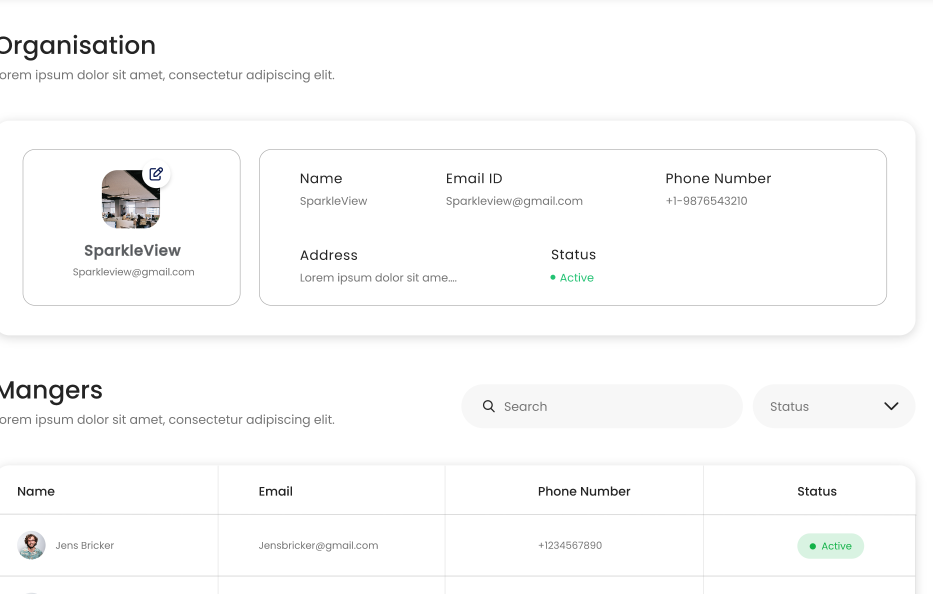 Organisation
orem ipsum dolor sit amet, consectetur adipiscing elit.
SparkleView
Sparkleview@gmail.com
Name
Email ID
Phone Number
SparkleView
Sparkleview@gmail.com
+1-9876543210
Address
Status
Lorem ipsum dolor sit ame....
Active
Mangers
orem ipsum dolor sit amet, consectetur adipiscing elit.
Search
Status
Name
Email
Phone Number
Status
Jens Bricker
Jensbricker@gmail.com
+1234567890
Active